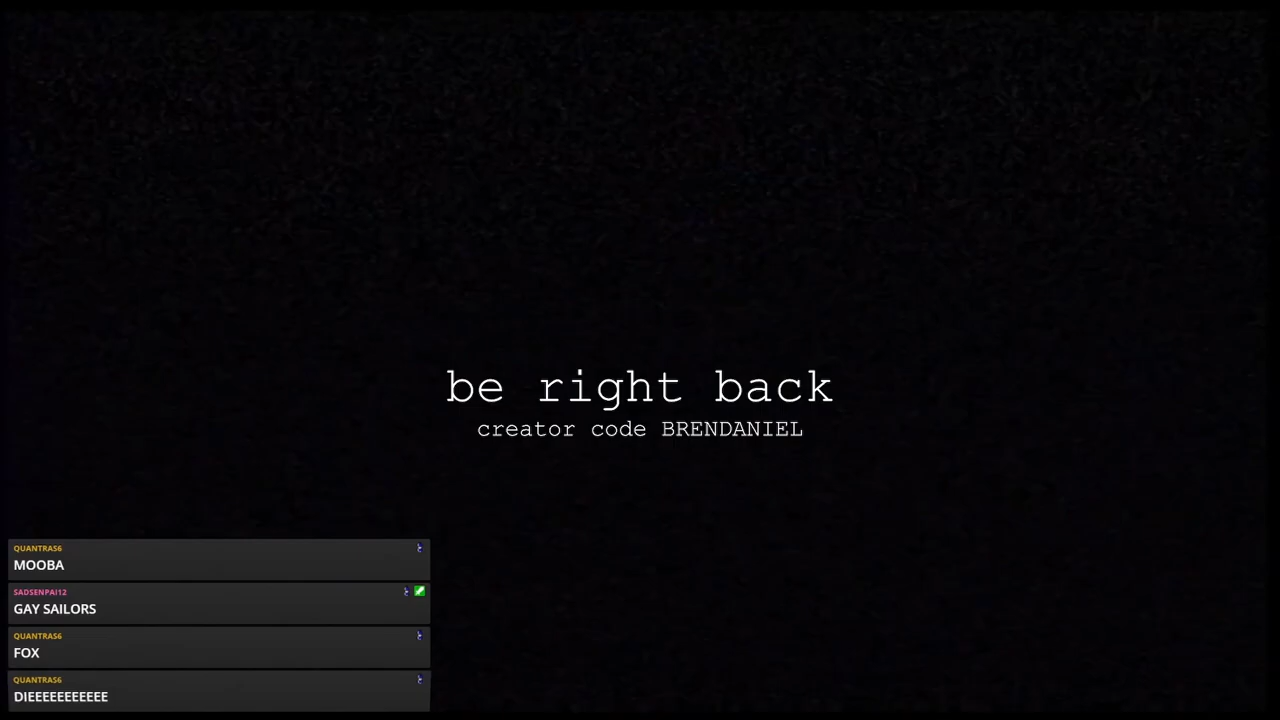 be right back
creator code BRENDANIEL
QUANTRAS6
MOOBA
SADSENPAI12
GAY SAILORS
QUANTRAS6
FOX
QUANTRAS6
DIEEEEEEEEEEE